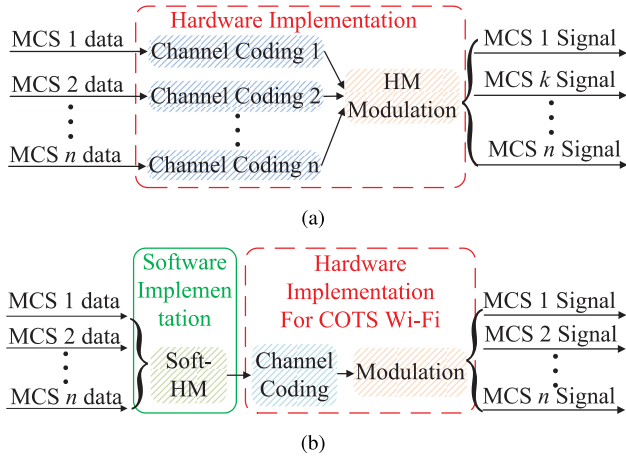 Hardware Implementation
MCS 1 data
Channel Coding 1
MCS 1 Signal
MCS 2 data
Channel Coding 2
HM
Modulation
MCS k Signal
MCS n data
Channel Coding n
MCS n Signal
(a)
Software
Implemen
tation
Hardware
Implementation
For COTS Wi-Fi
MCS 1 data
MCS 1 Signal
MCS 2 data
MCS 2 Signal
Soft-
HM
Channel
Coding
Modulation
MCS n data
MCS n Signal
(b)